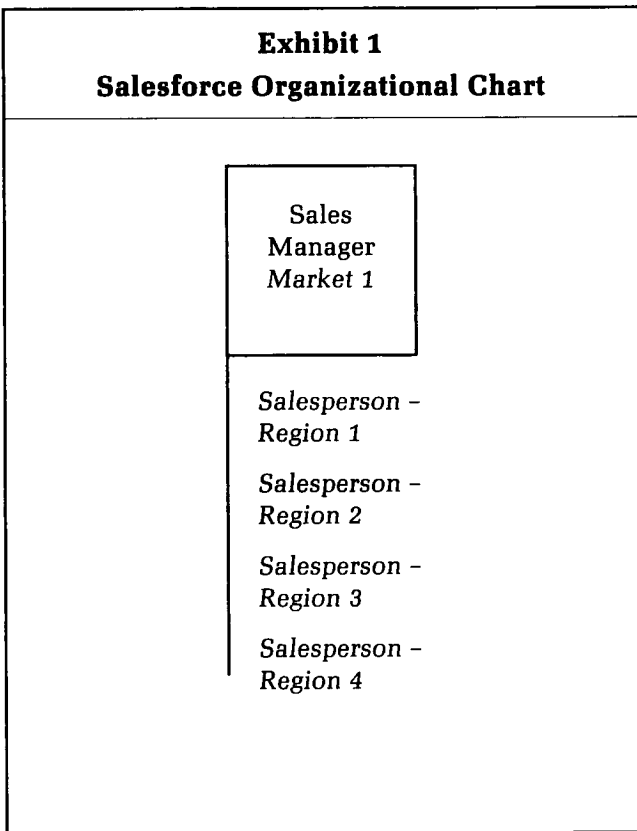 Exhibit 1
Salesforce Organizational Chart
Sales
Manager
Market 1
Salesperson –
Region 1
Salesperson –
Region 2
Salesperson –
Region 3
Salesperson –
Region 4